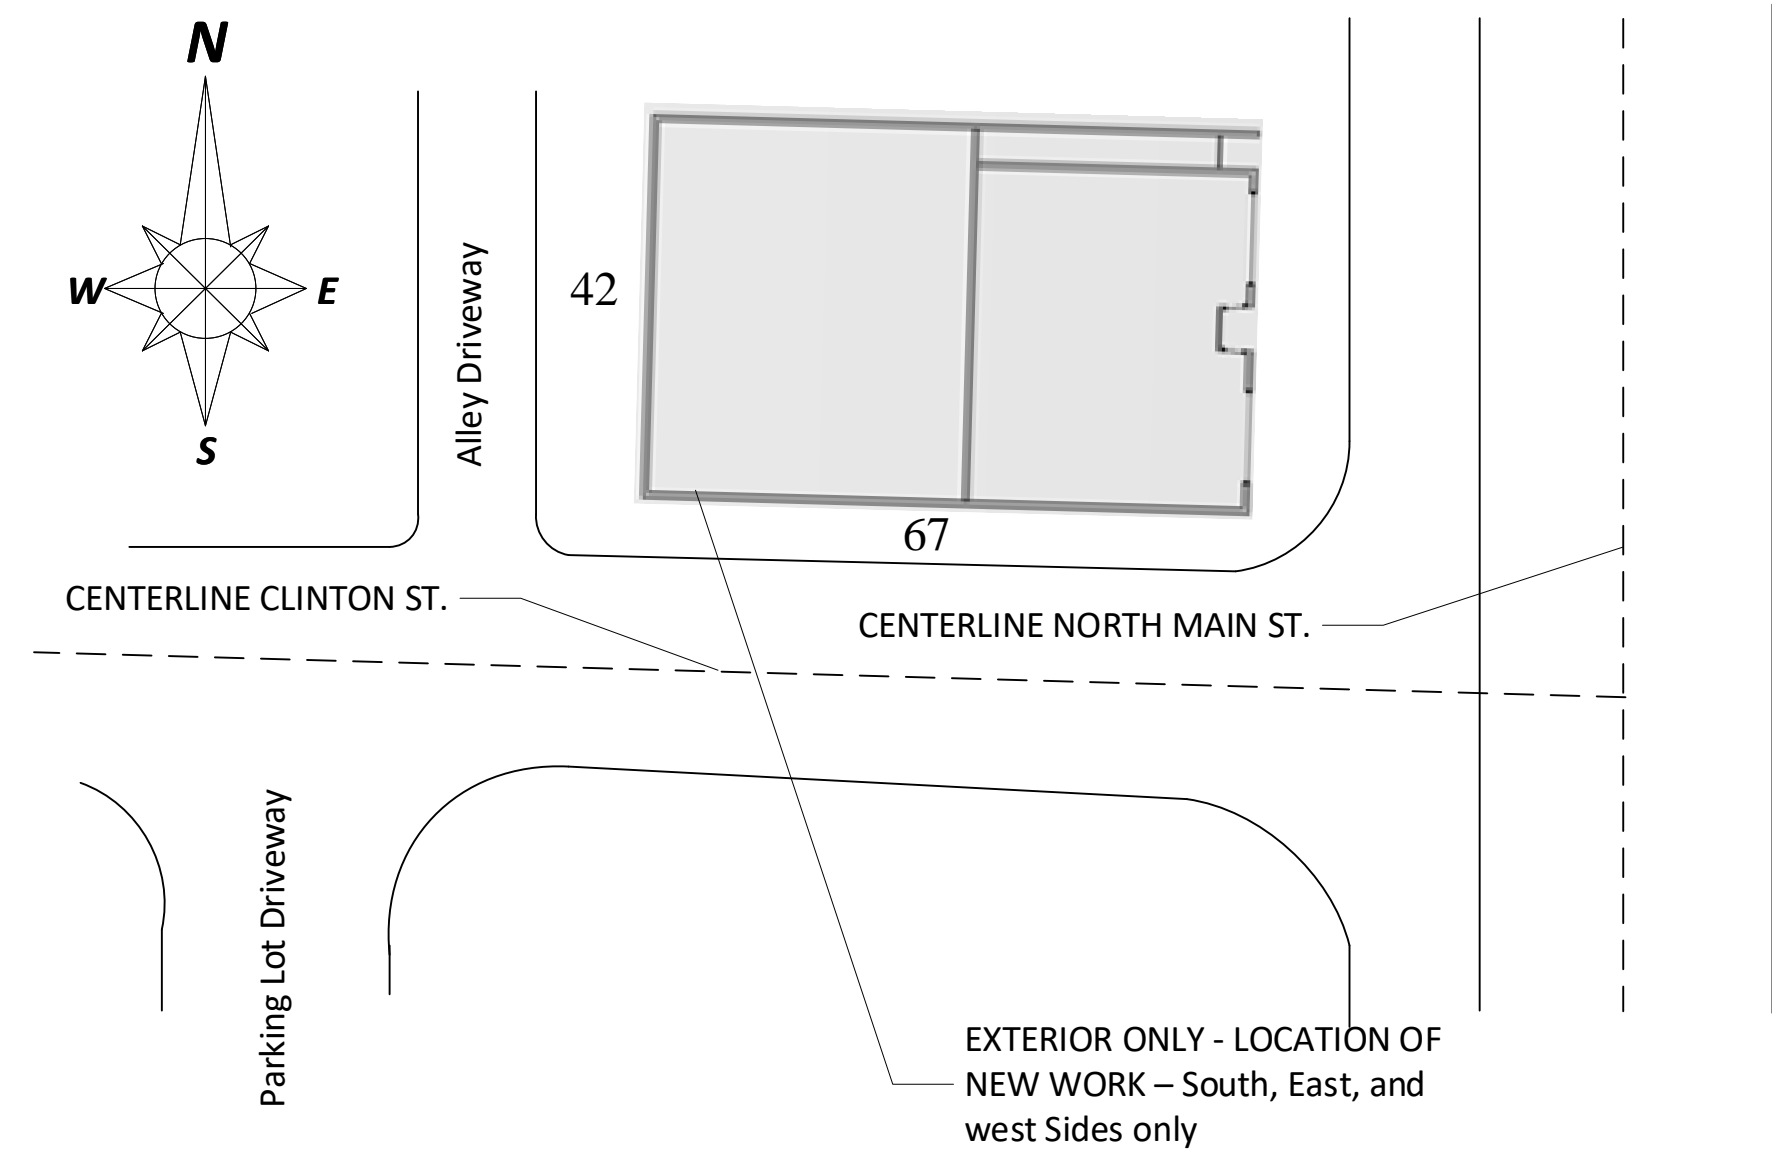 N
W
E
S
Alley Driveway
42
67
CENTERLINE CLINTON ST.
CENTERLINE NORTH MAIN ST.
Parking Lot Driveway
EXTERIOR ONLY - LOCATION OF
NEW WORK – South, East, and
west Sides only